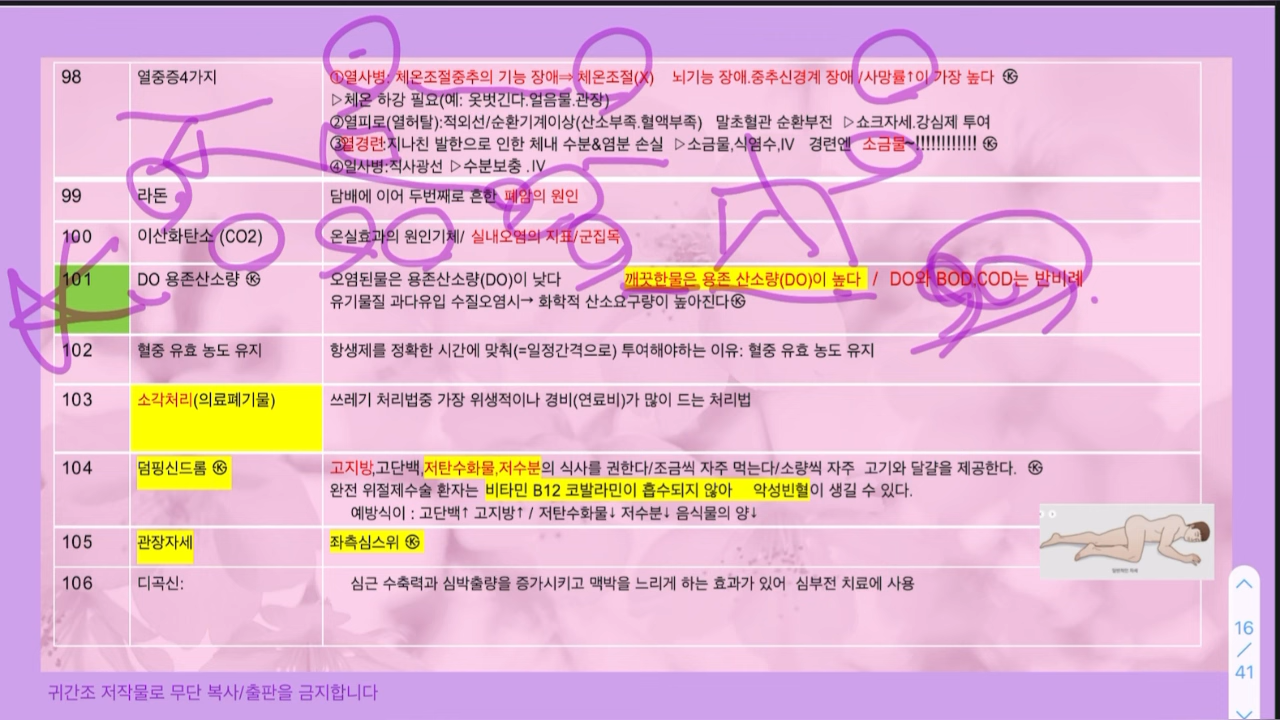 98 열중증4가지 ①열사병: 체온조절중추의 기능 장애⇒ 체온조절(X) 뇌기능 장애.중추신경계 장애 /사망률↑이 가장 높다 Ⓚ
▷체온 하강 필요(예: 옷벗긴다.얼음물.관장)
②열피로(열허탈):적외선/순환기계이상(산소부족.혈액부족) 말초혈관 순환부전 ▷쇼크자세.강심제 투여
③열경련:지나친 발한으로 인한 체내 수분&염분 손실 ▷소금물,식염수,IV 경련엔 소금물~!!!!!!!!!!!! Ⓚ
④일사병:직사광선 ▷수분보충 .IV
99 라돈 담배에 이어 두번째로 흔한 폐암의 원인
100 이산화탄소 (CO2) 온실효과의 원인기체/ 실내오염의 지표/군집독
101 DO 용존산소량 Ⓚ 오염된물은 용존산소량(DO)이 낮다 깨끗한물은 용존 산소량(DO)이 높다 / DO와 BOD,COD는 반비례
유기물질 과다유입 수질오염시→ 화학적 산소요구량이 높아진다Ⓚ
102 혈중 유효 농도 유지 항생제를 정확한 시간에 맞춰(=일정간격으로) 투여해야하는 이유: 혈중 유효 농도 유지
103 소각처리(의료폐기물) 쓰레기 처리법중 가장 위생적이나 경비(연료비)가 많이 드는 처리법
104 덤핑신드롬 Ⓚ 고지방,고단백,저탄수화물,저수분의 식사를 권한다/조금씩 자주 먹는다/소량씩 자주 고기와 달걀을 제공한다. Ⓚ
완전 위절제수술 환자는 비타민 B12 코발라민이 흡수되지 않아 악성빈혈이 생길 수 있다.
예방식이 : 고단백↑ 고지방↑ / 저탄수화물↓ 저수분↓ 음식물의 양↓
105 관장자세 좌측심스위 Ⓚ
106 디곡신: 심근 수축력과 심박출량을 증가시키고 맥박을 느리게 하는 효과가 있어 심부전 치료에 사용
16
/
41
귀간조 저작물로 무단 복사/출판을 금지합니다